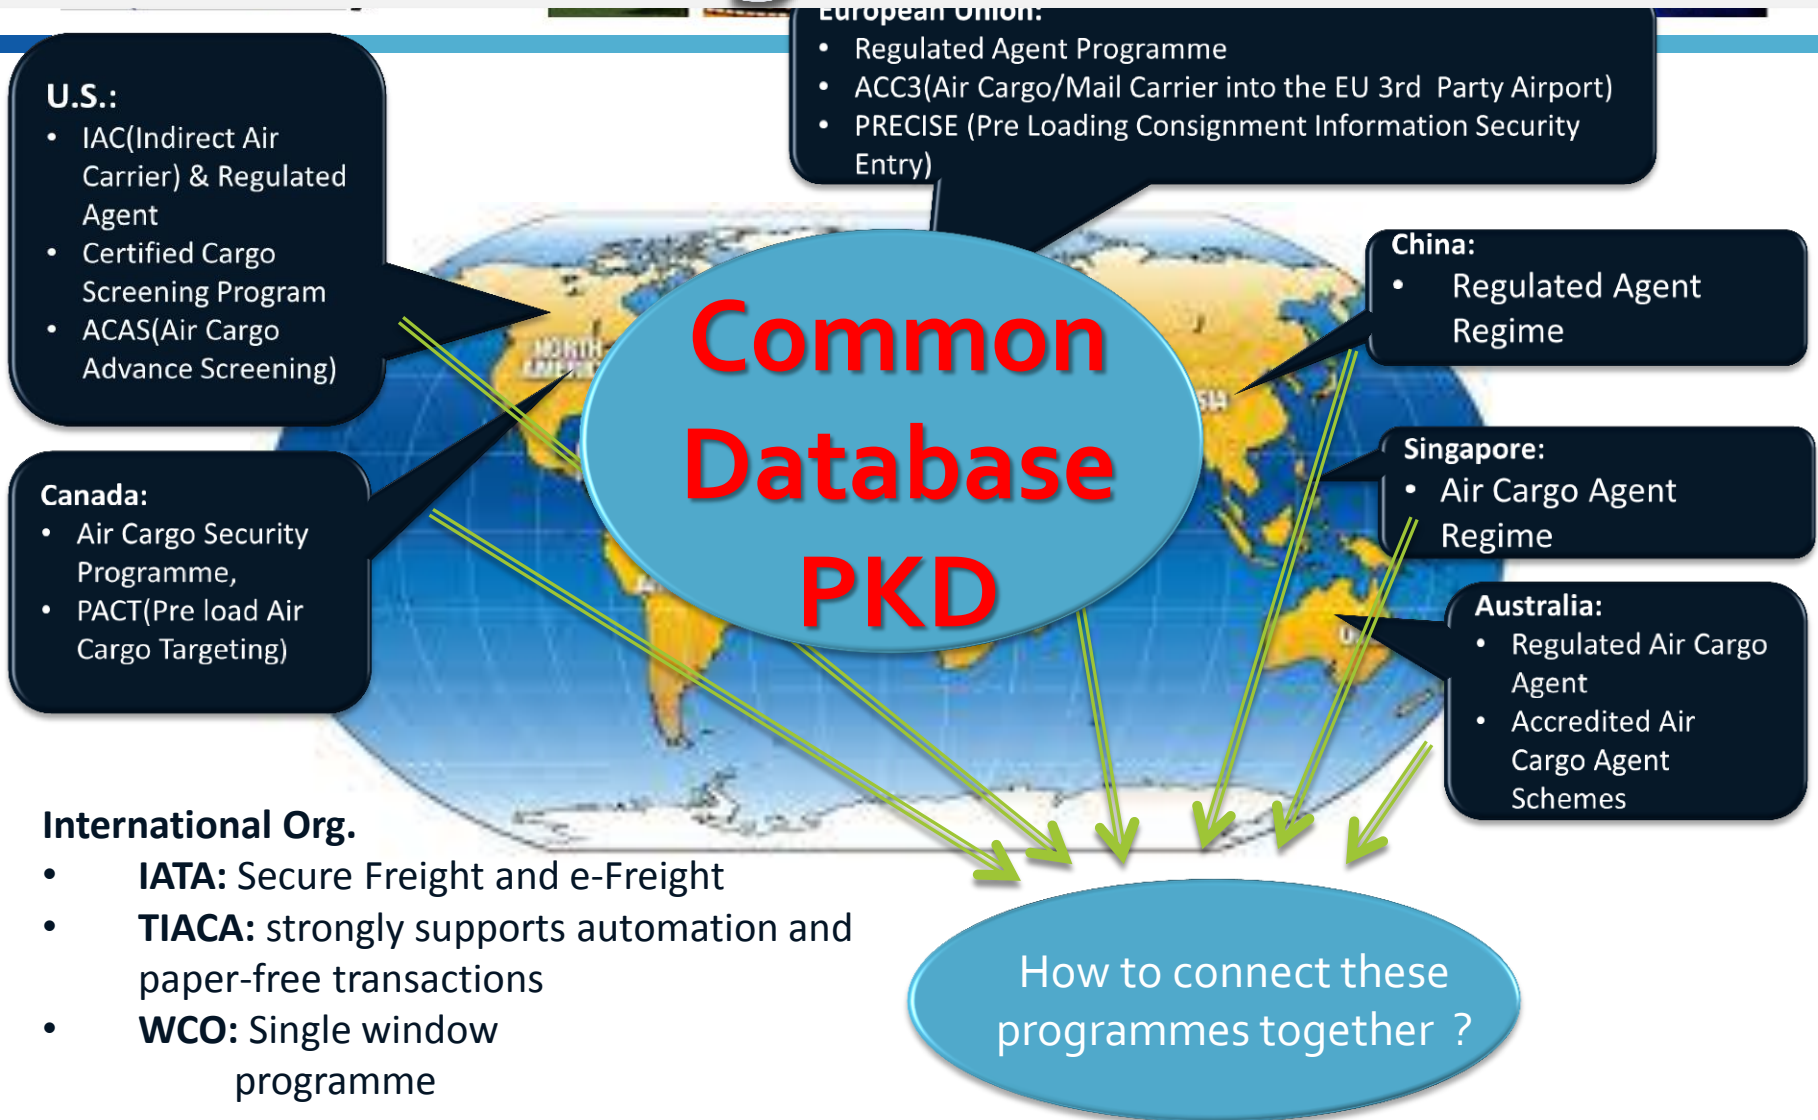 European Union:
• Regulated Agent Programme
• ACC3(Air Cargo/Mail Carrier into the EU 3rd Party Airport)
• PRECISE (Pre Loading Consignment Information Security
Entry)
U.S.:
• IAC(Indirect Air
Carrier) & Regulated
Agent
• Certified Cargo
Screening Program
• ACAS(Air Cargo
Advance Screening)
China:
• Regulated Agent
Regime
Common
Database
PKD
NORTH
Singapore:
• Air Cargo Agent
Regime
Canada:
• Air Cargo Security
Programme,
• PACT(Pre load Air
Cargo Targeting)
Australia:
• Regulated Air Cargo
Agent
• Accredited Air
Cargo Agent
Schemes
International Org.
• IATA: Secure Freight and e-Freight
• TIACA: strongly supports automation and
paper-free transactions
• WCO: Single window
programme
How to connect these
programmes together ?